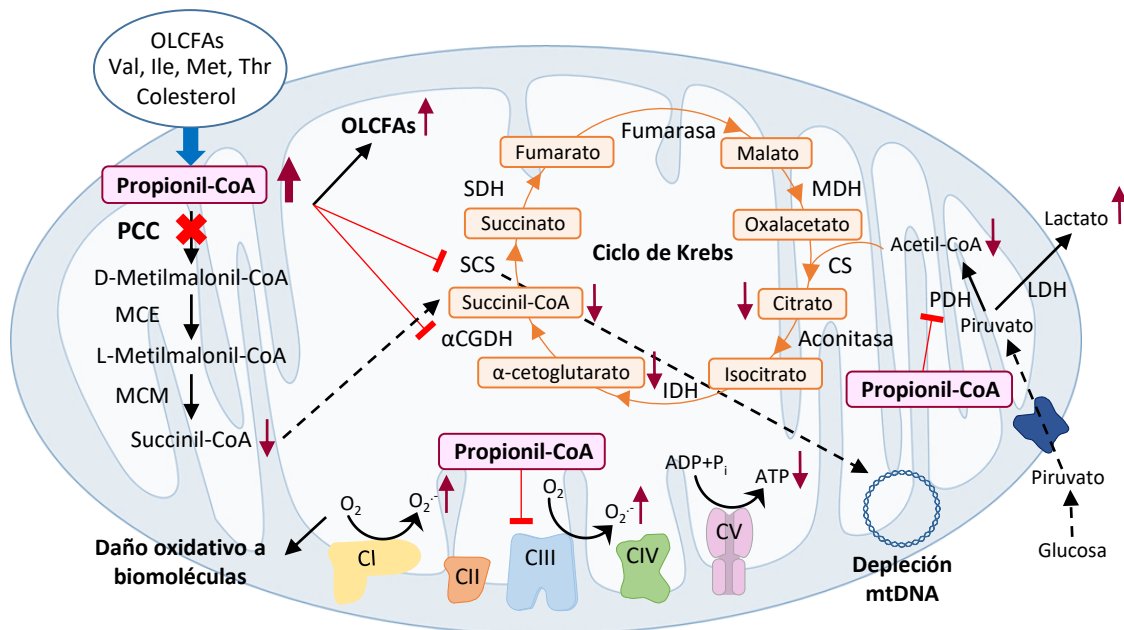 OLCFAs
Val, Ile, Met, Thr
Colesterol
Propionil-CoA
PCC
D-Metilmalonil-CoA
MCE
L-Metilmalonil-CoA
MCM
Succinil-CoA
OLCFAs
Fumarasa
Fumarato
Malato
SDH
MDH
Succinato
Oxalacetato
Ciclo de Krebs
SCS
CS
Succinil-CoA
Citrato
αCGDH
Aconitasa
α-cetoglutarato
IDH
Isocitrato
Lactato
Acetil-CoA
PDH
LDH
Piruvato
Propionil-CoA
Piruvato
Glucosa
Propionil-CoA
O₂
O₂·-
O₂
O₂·-
ADP+Pi
ATP
CI
CII
CIII
CIV
CV
Daño oxidativo a
biomoléculas
Depleción
mtDNA